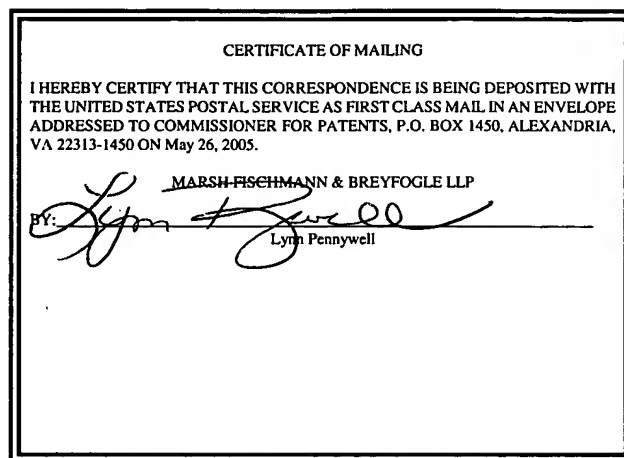 CERTIFICATE OF MAILING
I HEREBY CERTIFY THAT THIS CORRESPONDENCE IS BEING DEPOSITED WITH
THE UNITED STATES POSTAL SERVICE AS FIRST CLASS MAIL IN AN ENVELOPE
ADDRESSED TO COMMISSIONER FOR PATENTS, P.O. BOX 1450, ALEXANDRIA,
VA 22313-1450 ON May 26, 2005.
MARSH FISCHMANN & BREYFOGLE LLP
BY:
Lynn Pennywell